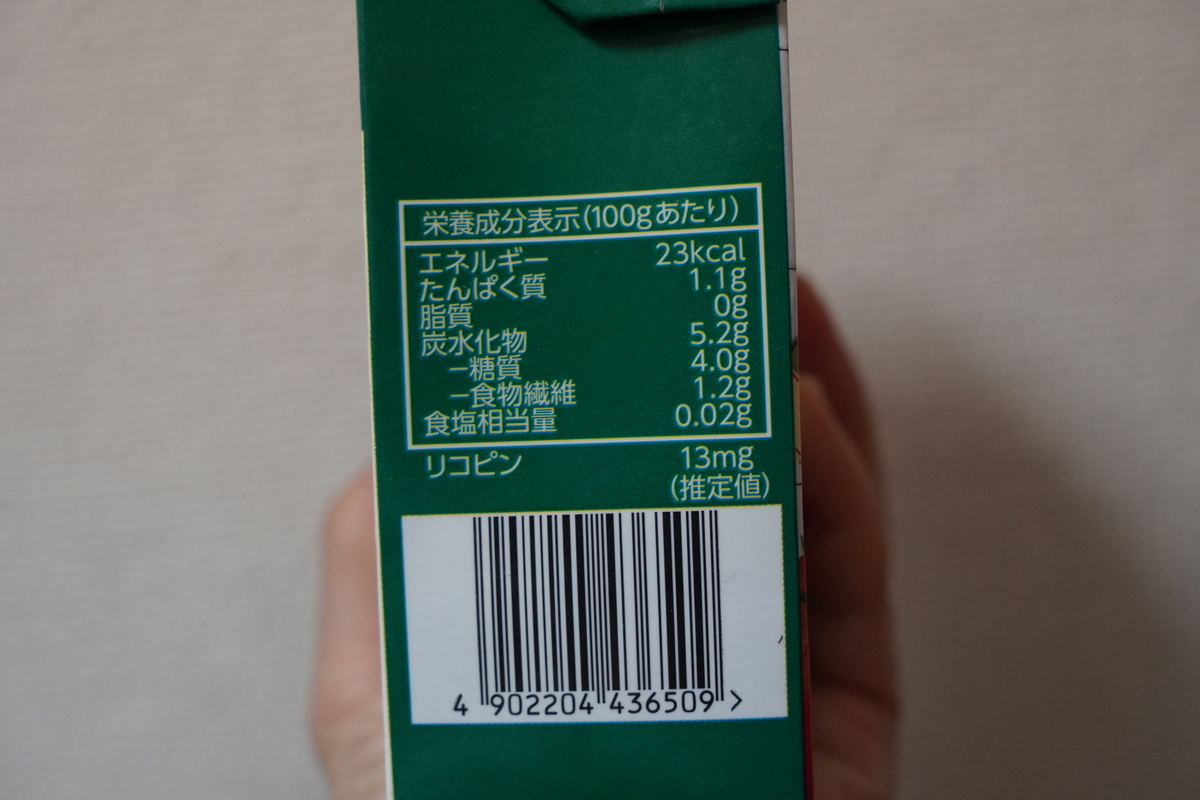 栄養成分表示(100gあたり)
エネルギー 23kcal
たんぱく質 1.1g
脂質 0g
炭水化物 5.2g
−糖質 4.0g
−食物繊維 1.2g
食塩相当量 0.02g
リコピン 13mg
(推定値)
4 902204 436509 >